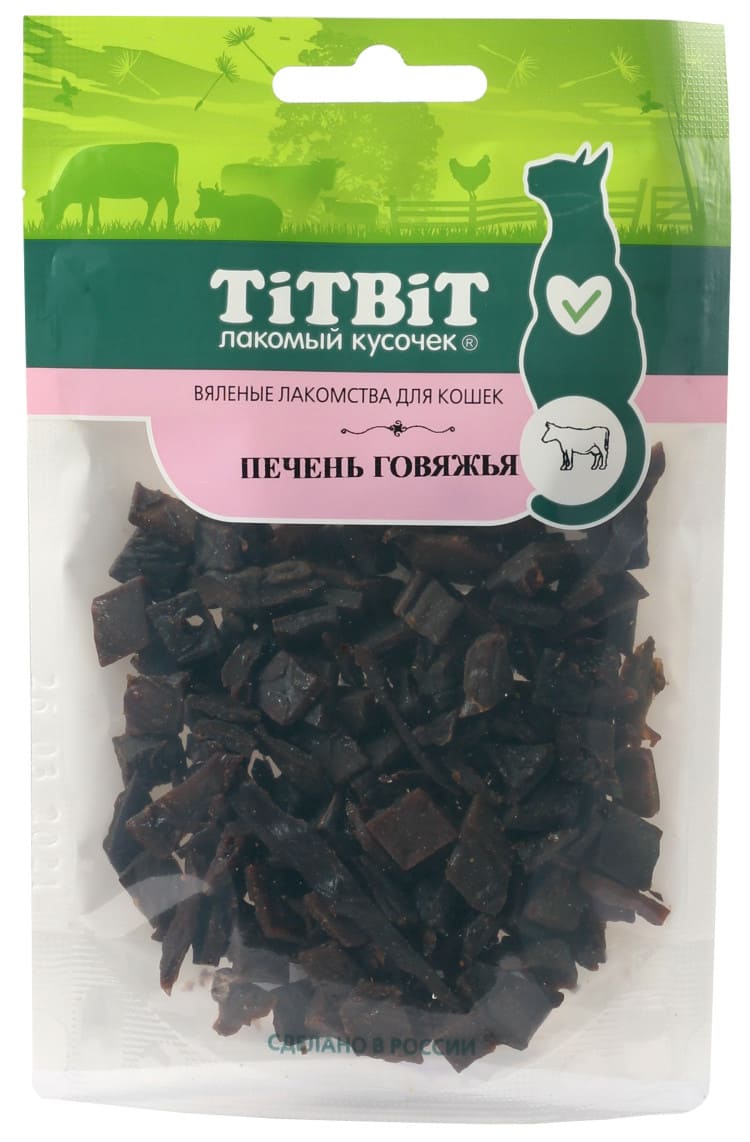 TiTBiT
лакомый кусочек®
ВЯЛЕНЫЕ ЛАКОМСТВА ДЛЯ КОШЕК
ПЕЧЕНЬ ГОВЯЖЬЯ
СДЕЛАНО В РОССИИ